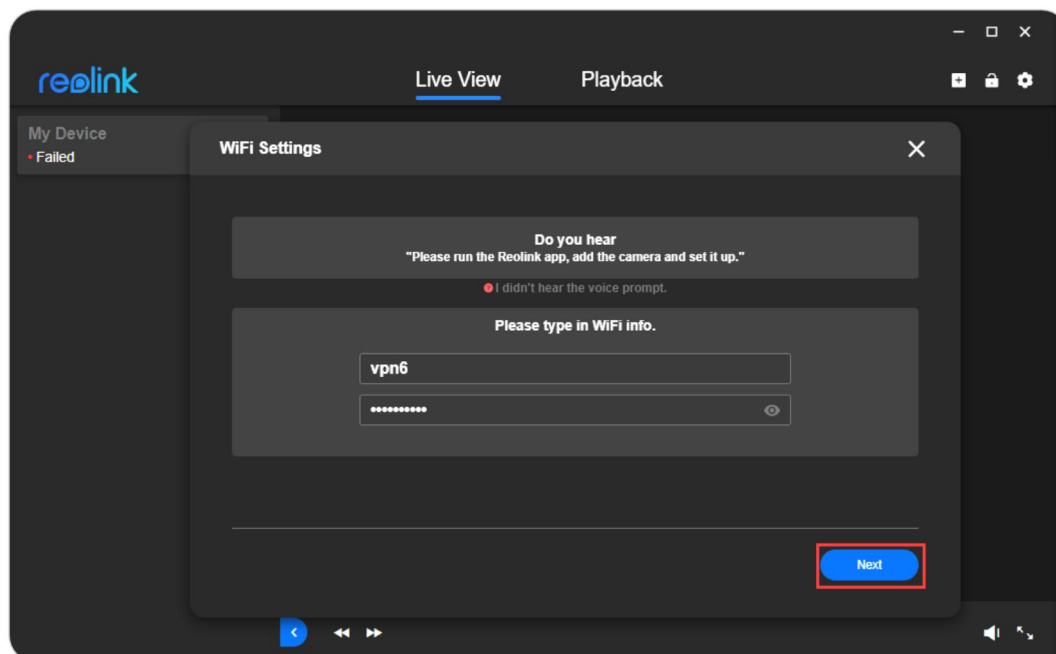 reolink
Live View
Playback
My Device
Failed
WiFi Settings
Do you hear
"Please run the Reolink app, add the camera and set it up."
I didn't hear the voice prompt.
Please type in WiFi info.
vpn6
••••••••••
Next